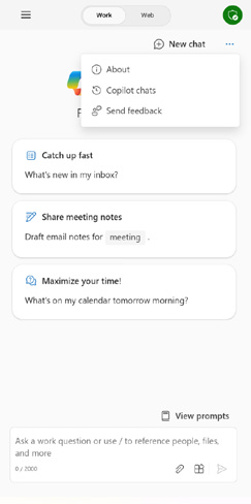 Work Web
New chat
About
Copilot chats
Send feedback
Catch up fast
What's new in my inbox?
Share meeting notes
Draft email notes for meeting .
Maximize your time!
What's on my calendar tomorrow morning?
View prompts
Ask a work question or use / to reference people, files,
and more
0 / 2000